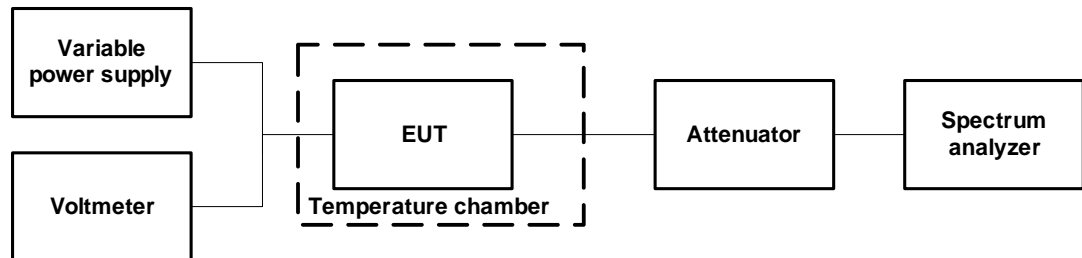 Variable
power supply
EUT
Attenuator
Spectrum
analyzer
Voltmeter
Temperature chamber